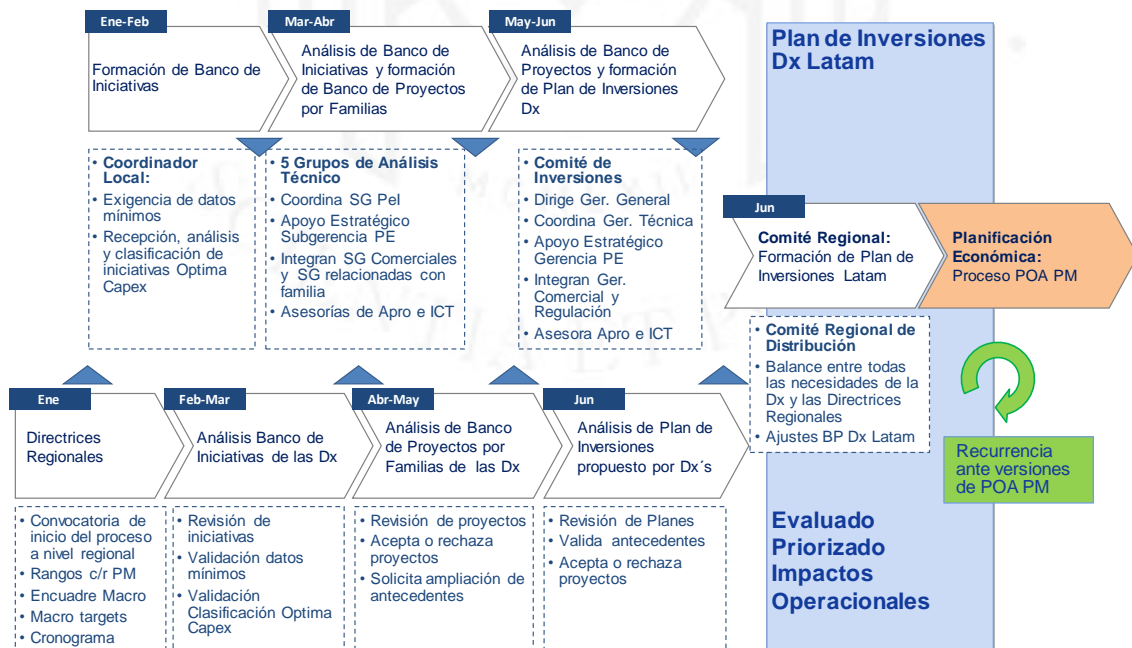 Ene-Feb
Formación de Banco de
Iniciativas
Mar-Abr
Análisis de Banco de
Iniciativas y formación
de Banco de Proyectos
por Familias
May-Jun
Análisis de Banco de
Proyectos y formación
de Plan de Inversiones
Dx
Plan de Inversiones
Dx Latam
• Coordinador
Local:
• Exigencia de datos
mínimos
• Recepción, análisis
y clasificación de
iniciativas Optima
Capex
• 5 Grupos de Análisis
Técnico
• Coordina SG PeI
• Apoyo Estratégico
Subgerencia PE
• Integran SG Comerciales
y SG relacionadas con
familia
• Asesorías de Apro e ICT
• Comité de
Inversiones
• Dirige Ger. General
• Coordina Ger. Técnica
• Apoyo Estratégico
Gerencia PE
• Integran Ger.
Comercial y
Regulación
• Asesora Apro e ICT
Jun
Comité Regional:
Formación de Plan de
Inversiones Latam
Planificación
Económica:
Proceso POA PM
• Comité Regional de
Distribución
• Balance entre todas
las necesidades de la
Dx y las Directrices
Regionales
• Ajustes BP Dx Latam
Recurrencia
ante versiones
de POA PM
Ene
Directrices
Regionales
Feb-Mar
Análisis Banco de
Iniciativas de las Dx
Abr-May
Análisis de Banco
de Proyectos por
Familias de las Dx
Jun
Análisis de Plan de
Inversiones
propuesto por Dx´s
• Convocatoria de
inicio del proceso
a nivel regional
• Rangos c/r PM
• Encuadre Macro
• Macro targets
• Cronograma
• Revisión de
iniciativas
• Validación datos
mínimos
• Validación
Clasificación Optima
Capex
• Revisión de proyectos
• Acepta o rechaza
proyectos
• Solicita ampliación de
antecedentes
• Revisión de Planes
• Valida antecedentes
• Acepta o rechaza
proyectos
Evaluado
Priorizado
Impactos
Operacionales